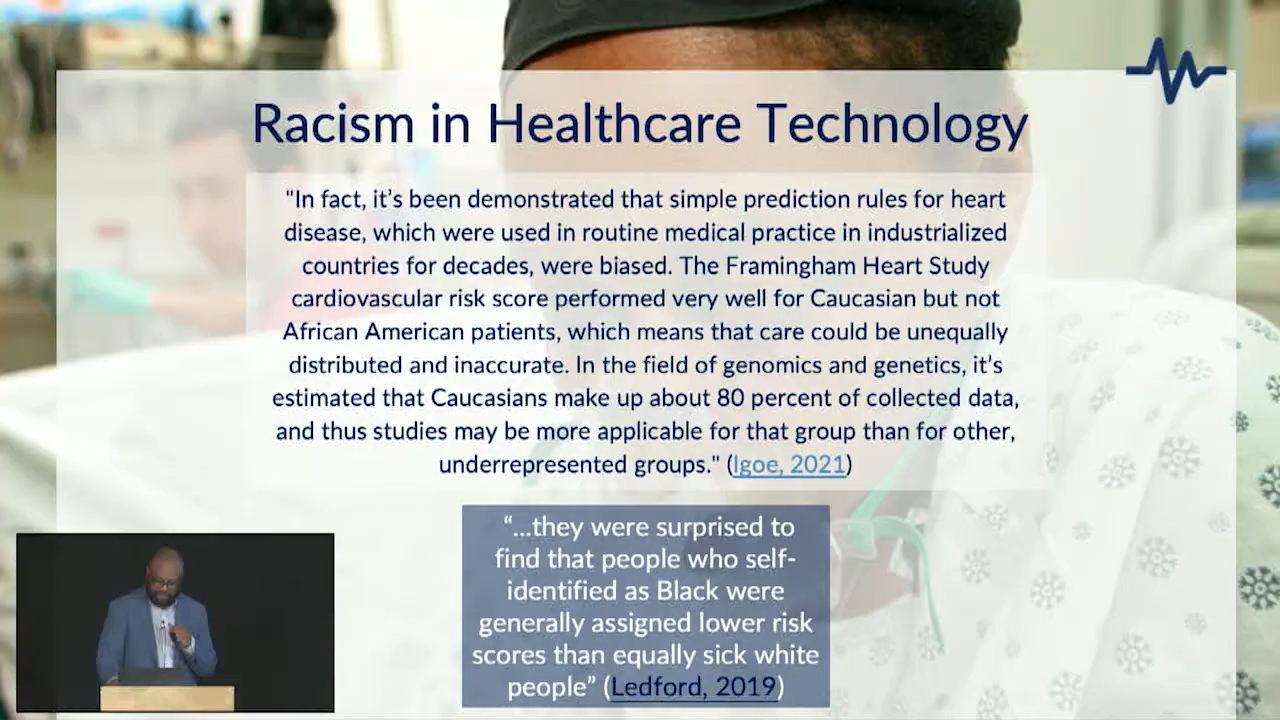 Racism in Healthcare Technology
"In fact, it's been demonstrated that simple prediction rules for heart
disease, which were used in routine medical practice in industrialized
countries for decades, were biased. The Framingham Heart Study
cardiovascular risk score performed very well for Caucasian but not
African American patients, which means that care could be unequally
distributed and inaccurate. In the field of genomics and genetics, it's
estimated that Caucasians make up about 80 percent of collected data,
and thus studies may be more applicable for that group than for other,
underrepresented groups." (Igoe, 2021)
“...they were surprised to
find that people who self-
identified as Black were
generally assigned lower risk
scores than equally sick white
people” (Ledford, 2019)